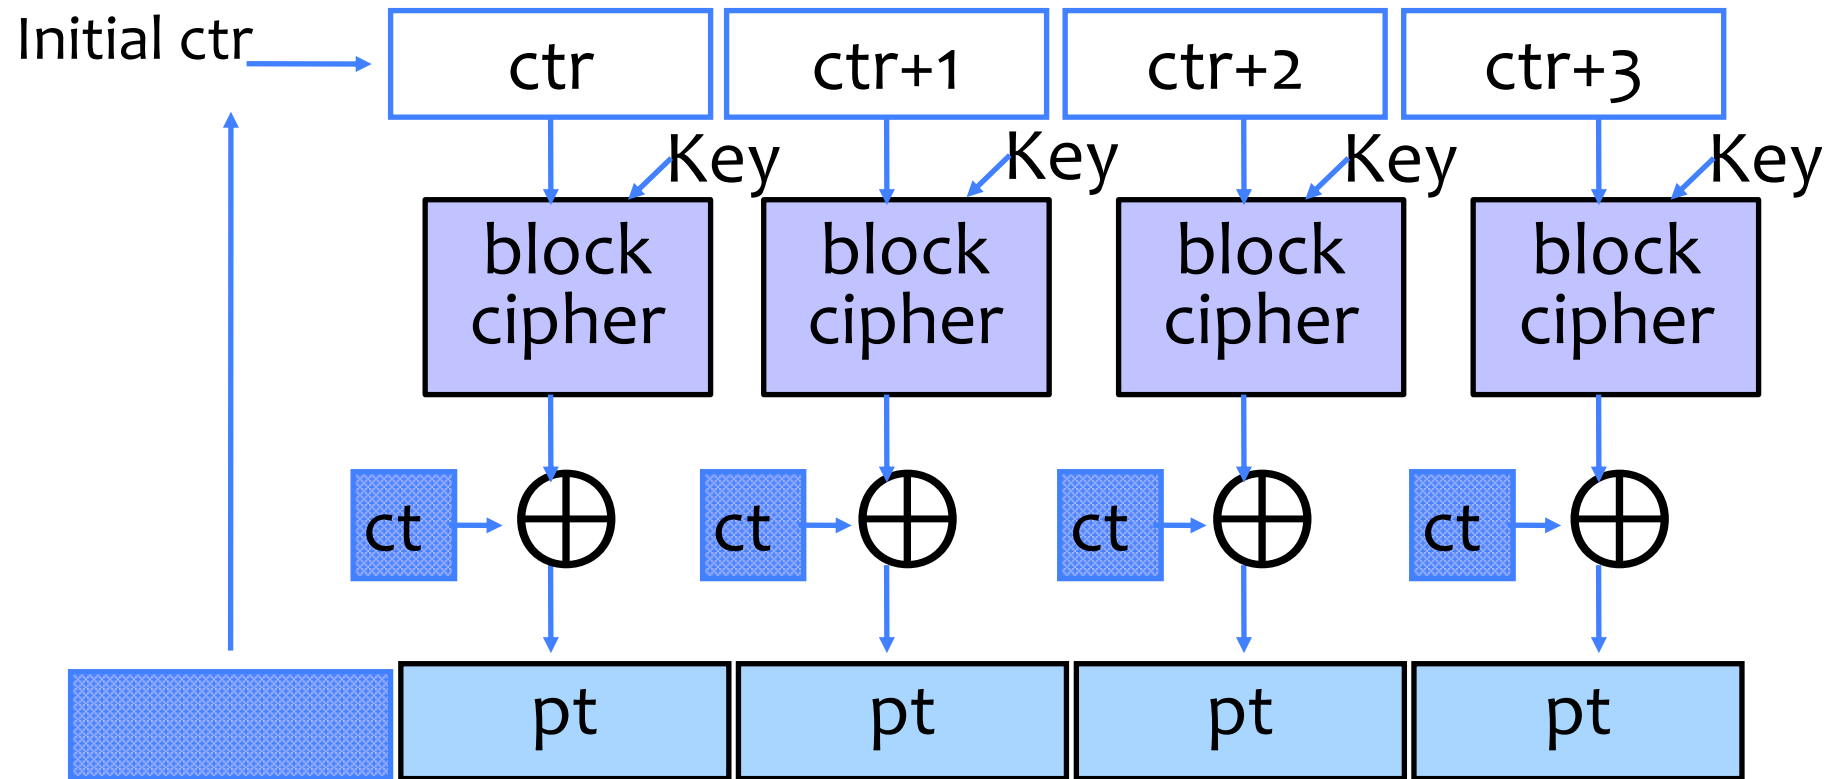 Initial ctr
ctr
ctr+1
ctr+2
ctr+3
Key
Key
Key
Key
block
cipher
block
cipher
block
cipher
block
cipher
ct
ct
ct
ct
pt
pt
pt
pt